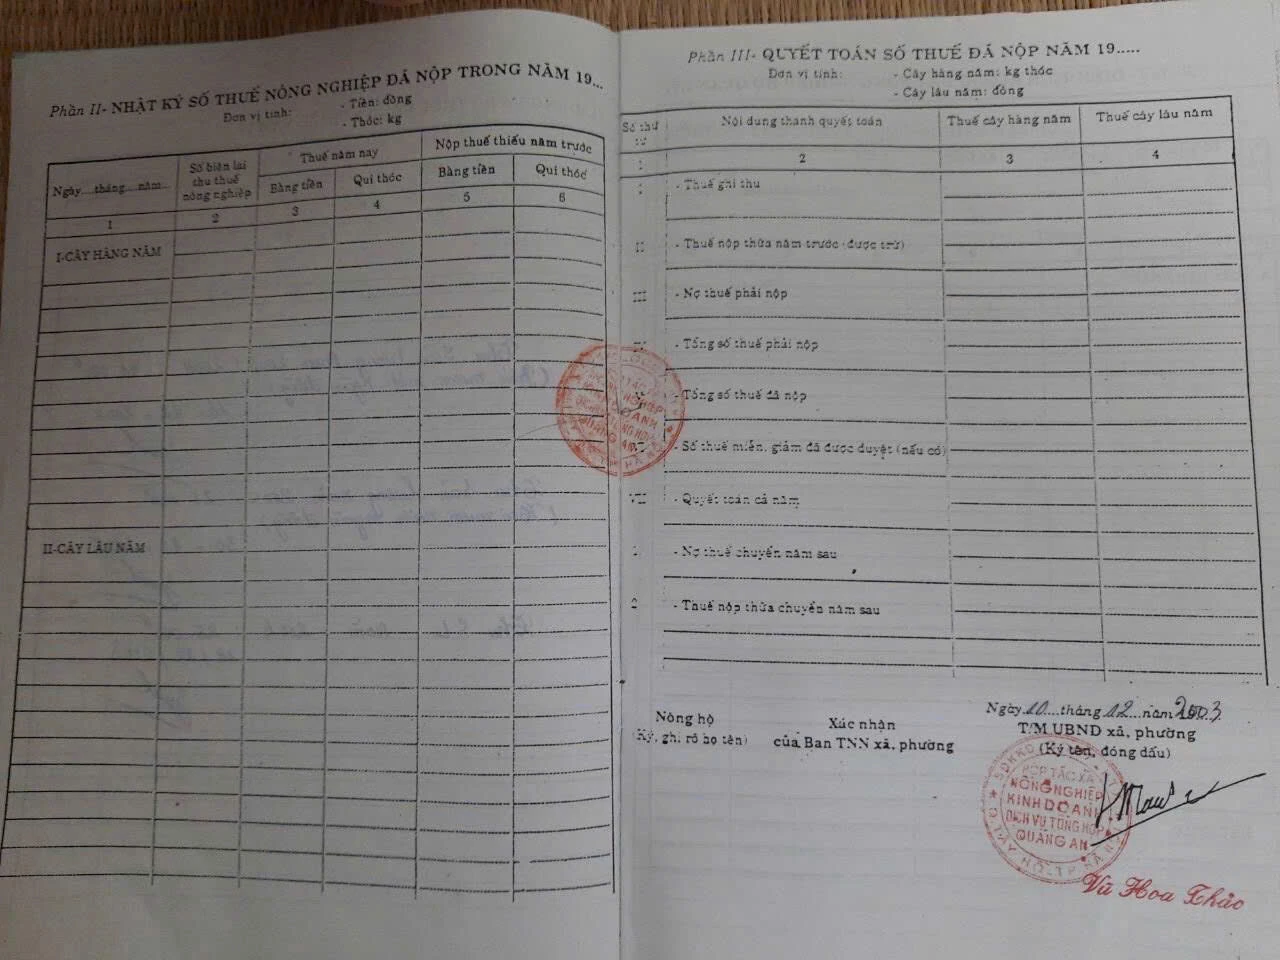 Phần II- NHẬT KÝ SỐ THUẾ NÔNG NGHIỆP ĐÃ NỘP TRONG NĂM 19...
Đơn vị tính: - Tiền: đồng
- Thóc: kg
Ngày.... tháng... năm
Số biên lai thu thuế nông nghiệp
Thuế năm nay
Nộp thuế thiếu năm trước
Bằng tiền
Qui thóc
Bằng tiền
Qui thóc
1 2 3 4 5 6
I-CÂY HÀNG NĂM
II-CÂY LÂU NĂM
Phần III- QUYẾT TOÁN SỐ THUẾ ĐÃ NỘP NĂM 19.....
Đơn vị tính: - Cây hàng năm: kg thóc
- Cây lâu năm: đồng
Số thứ tự
Nội dung thanh quyết toán
Thuế cây hàng năm
Thuế cây lâu năm
1 2 3 4
I - Thuế ghi thu
II - Thuế nộp thừa năm trước (được trừ)
III - Nợ thuế phải nộp
- Tổng số thuế phải nộp
- Tổng số thuế đã nộp
- Số thuế miễn, giảm đã được duyệt (nếu có)
VII - Quyết toán cả năm
- Nợ thuế chuyển năm sau
2 - Thuế nộp thừa chuyển năm sau
Nông hộ
(Ký, ghi rõ họ tên)
Xác nhận
của Ban TNN xã, phường
Ngày 10 tháng 12 năm 2003
T/M UBND xã, phường
(Ký tên, đóng dấu)
HỢP TÁC XÃ
NÔNG NGHIỆP
KINH DOANH
DỊCH VỤ TỔNG HỢP
QUẢNG AN
Q. TÂY HỒ - TP HÀ NỘI
Vũ Hoa Thảo